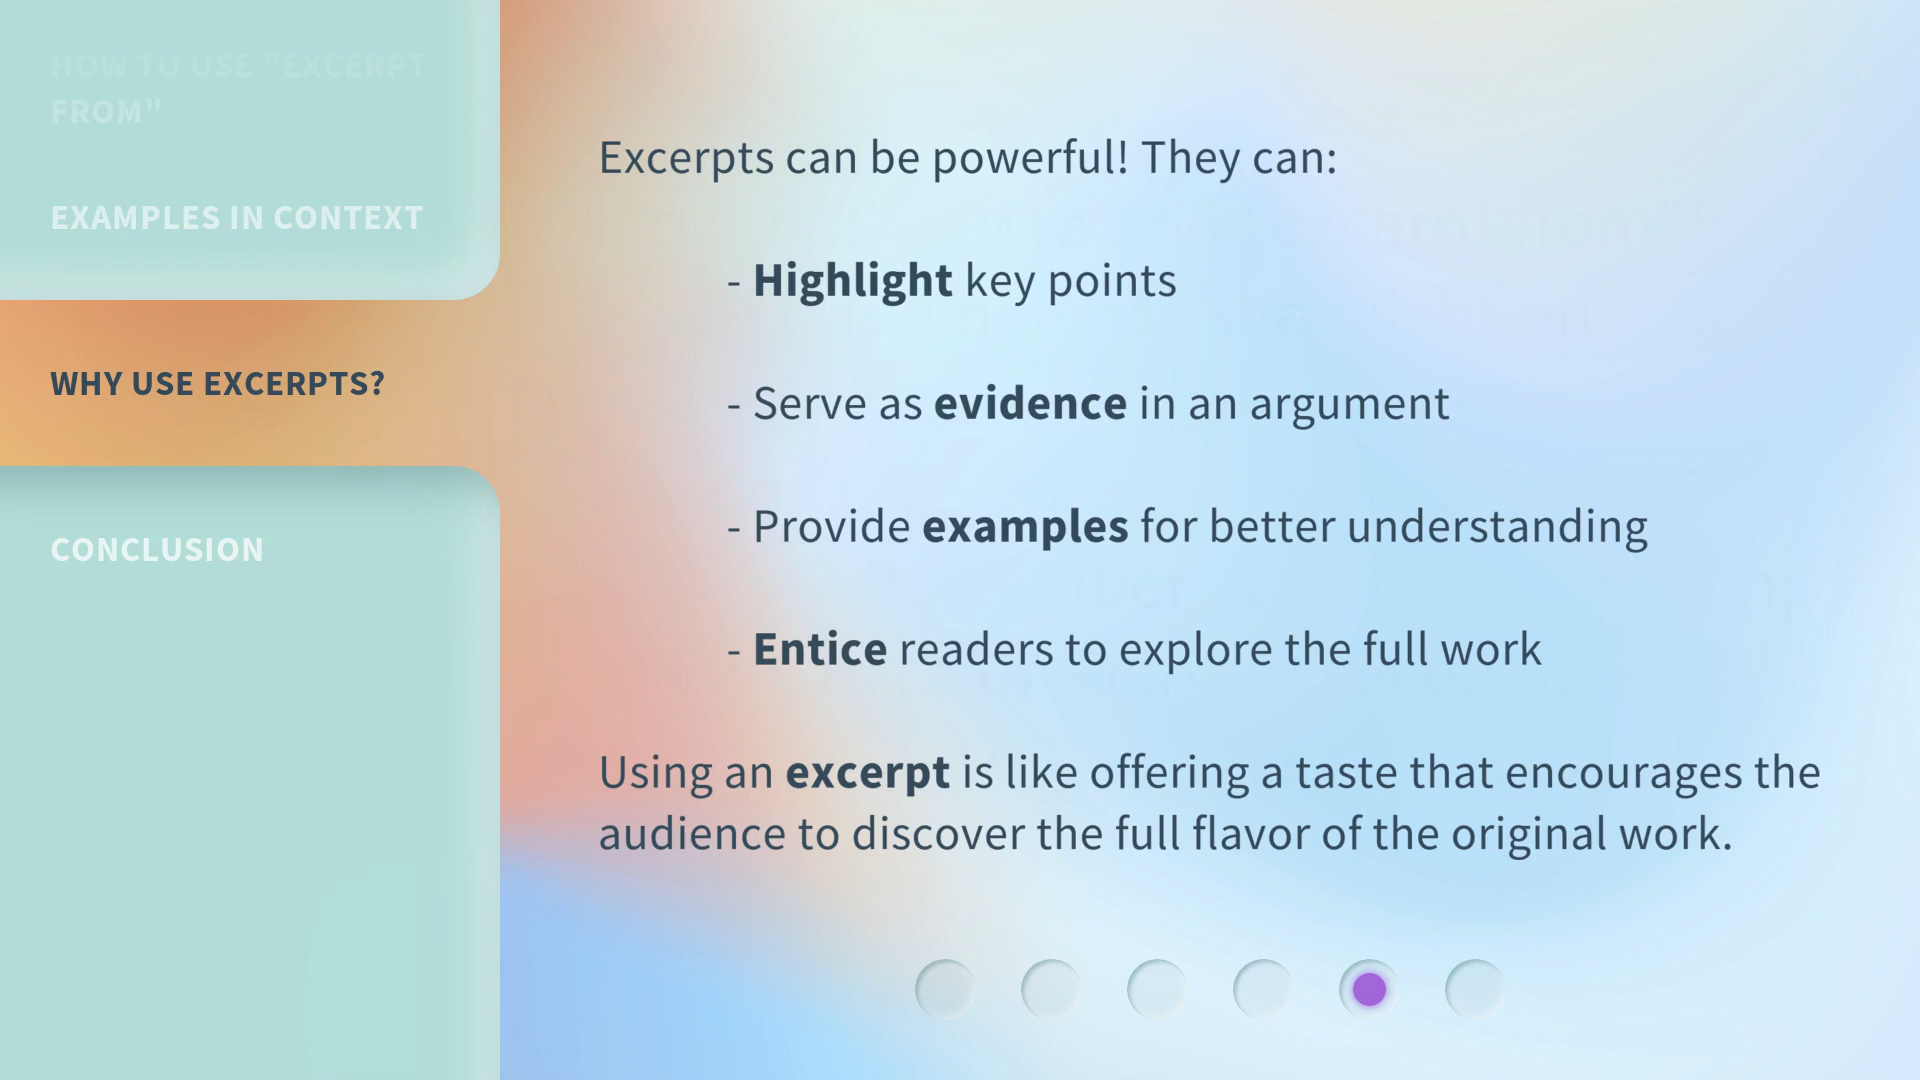 HOW TO USE "EXCERPT
FROM"
EXAMPLES IN CONTEXT
WHY USE EXCERPTS?
CONCLUSION
Excerpts can be powerful! They can:
- Highlight key points
- Serve as evidence in an argument
- Provide examples for better understanding
- Entice readers to explore the full work
Using an excerpt is like offering a taste that encourages the
audience to discover the full flavor of the original work.